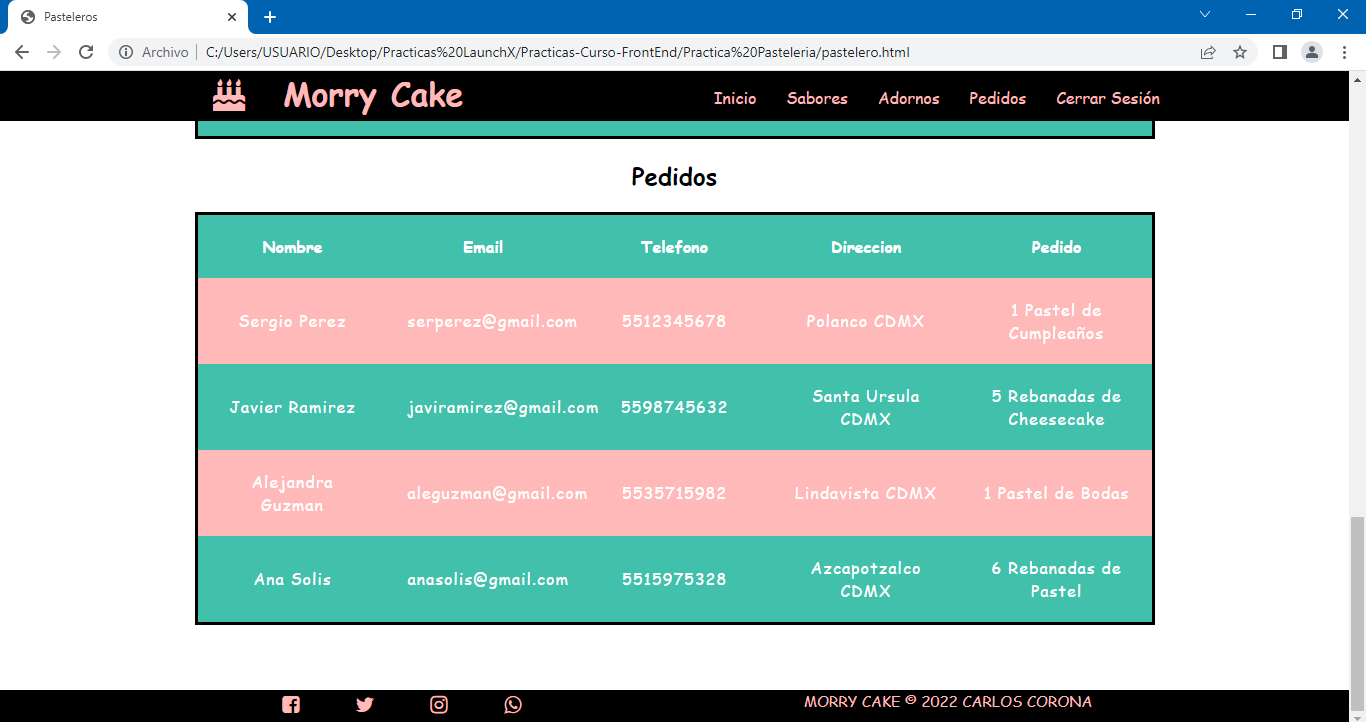 Pasteleros
Archivo C:/Users/USUARIO/Desktop/Practicas%20LaunchX/Practicas-Curso-FrontEnd/Practica%20Pasteleria/pastelero.html
Morry Cake Inicio Sabores Adornos Pedidos Cerrar Sesión
Pedidos
Nombre Email Telefono Direccion Pedido
Sergio Perez serperez@gmail.com 5512345678 Polanco CDMX 1 Pastel de
Cumpleaños
Javier Ramirez javiramirez@gmail.com 5598745632 Santa Ursula
CDMX
5 Rebanadas de
Cheesecake
Alejandra
Guzman
aleguzman@gmail.com 5535715982 Lindavista CDMX 1 Pastel de Bodas
Ana Solis anasolis@gmail.com 5515975328 Azcapotzalco
CDMX
6 Rebanadas de
Pastel
MORRY CAKE © 2022 CARLOS CORONA